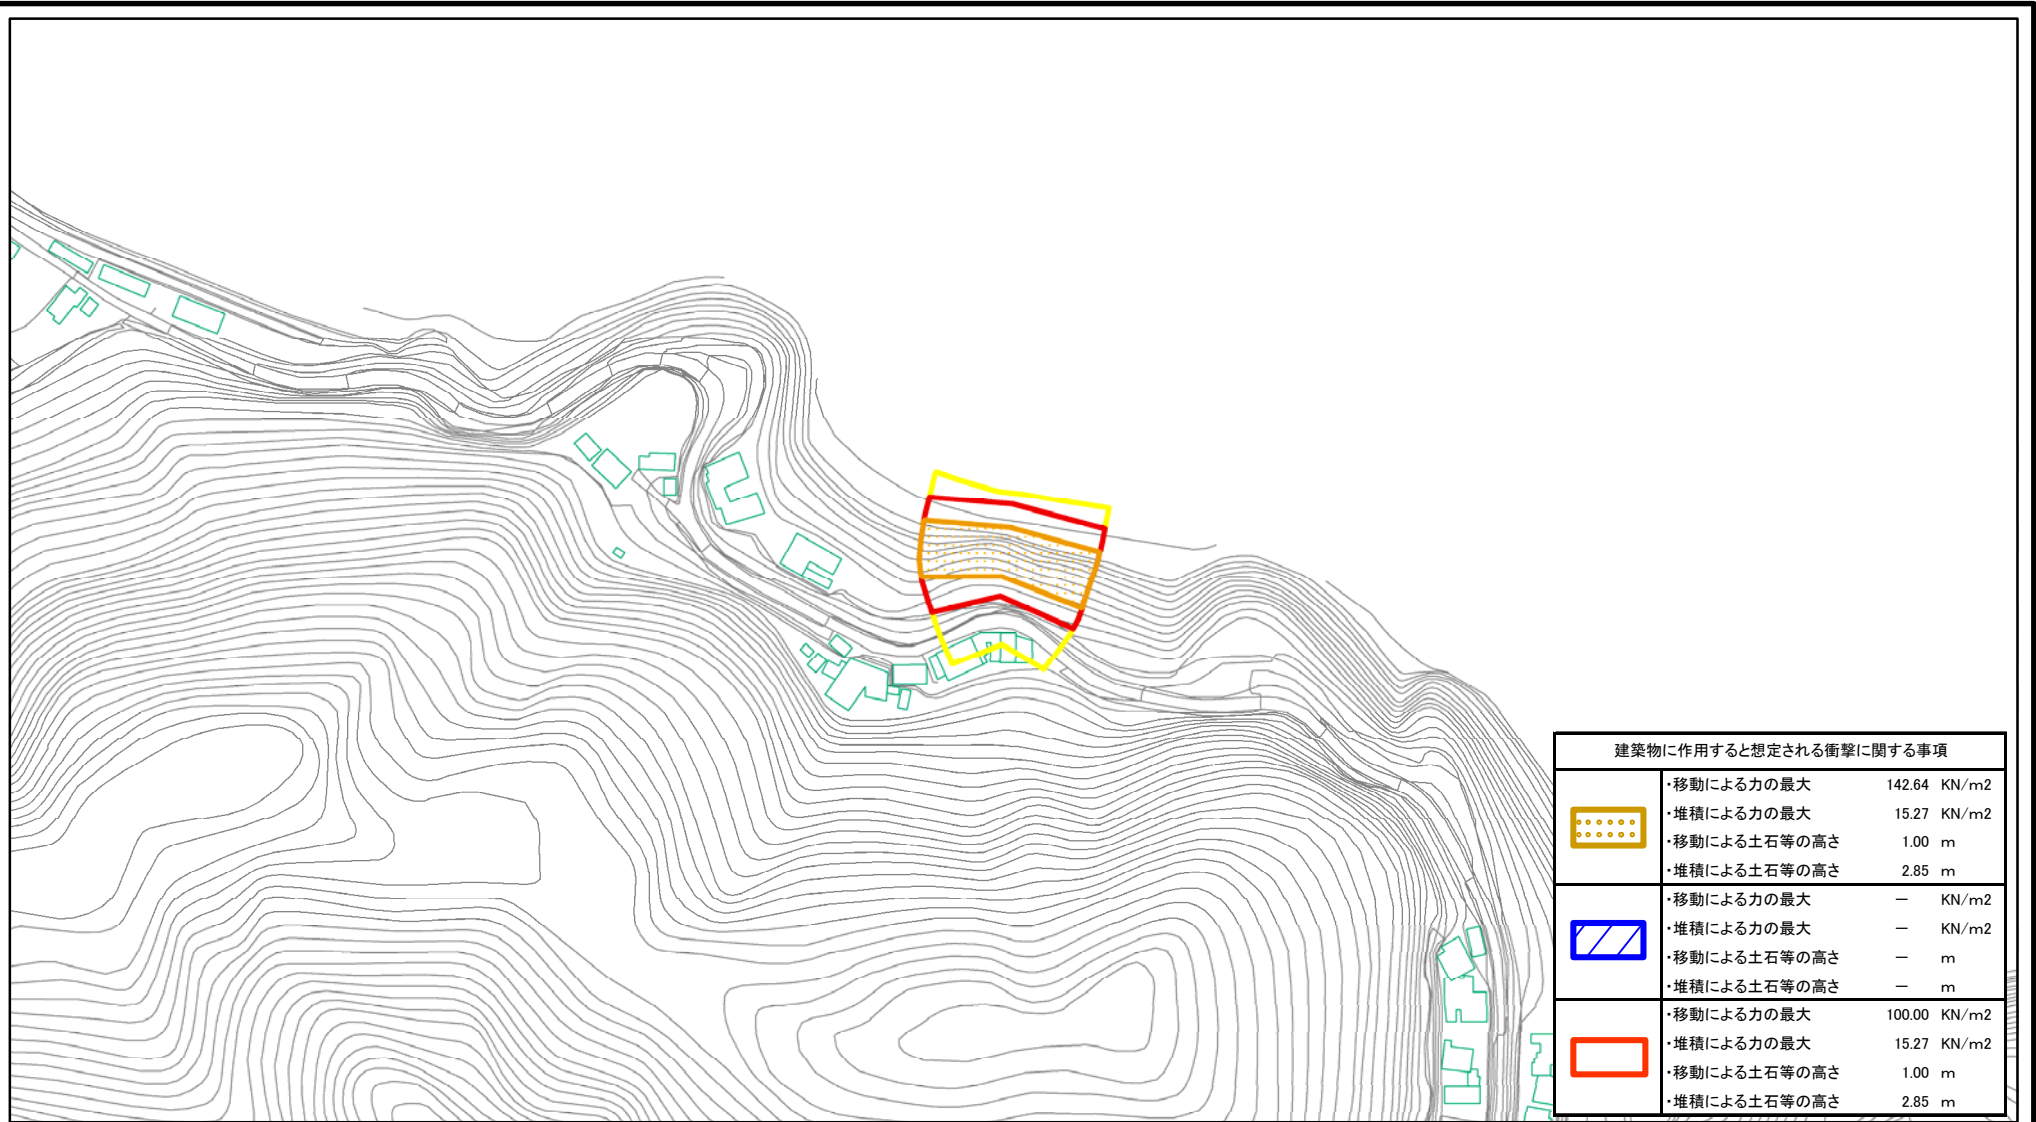 建築物に作用すると想定される衝撃に関する事項
・移動による力の最大 142.64 KN/m2
・堆積による力の最大 15.27 KN/m2
・移動による土石等の高さ 1.00 m
・堆積による土石等の高さ 2.85 m
・移動による力の最大 － KN/m2
・堆積による力の最大 － KN/m2
・移動による土石等の高さ － m
・堆積による土石等の高さ － m
・移動による力の最大 100.00 KN/m2
・堆積による力の最大 15.27 KN/m2
・移動による土石等の高さ 1.00 m
・堆積による土石等の高さ 2.85 m